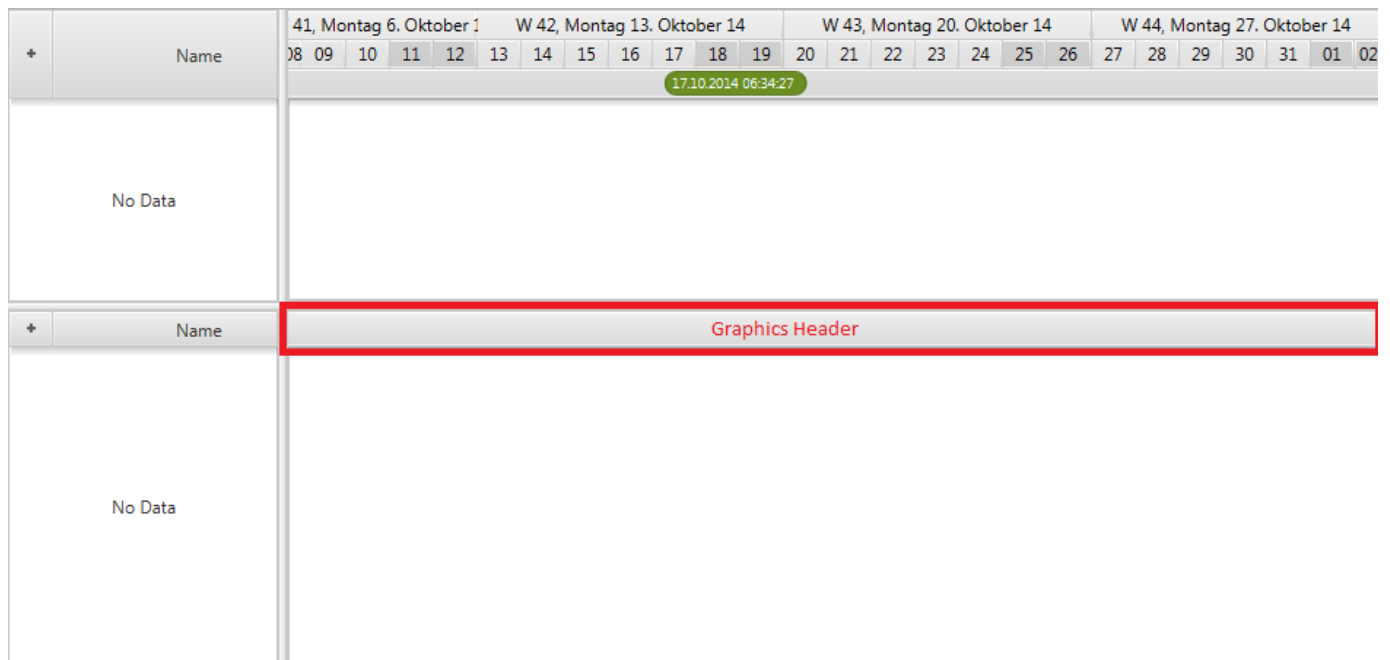 41, Montag 6. Oktober 1 W 42, Montag 13. Oktober 14 W 43, Montag 20. Oktober 14 W 44, Montag 27. Oktober 14
+ Name 08 09 10 11 12 13 14 15 16 17 18 19 20 21 22 23 24 25 26 27 28 29 30 31 01 02
17.10.2014 06:34:27
No Data
+ Name Graphics Header
No Data